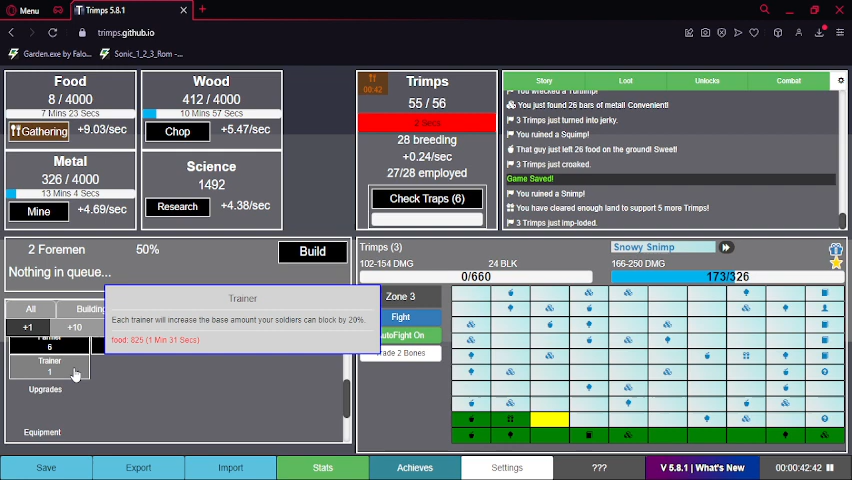 Menu
Trimps 5.8.1
trimps.github.io
Garden.exe by Falo...
Sonic_1_2_3_Rom -...
Food
8 / 4000
7 Mins 23 Secs
Gathering
+9.03/sec
Wood
412 / 4000
10 Mins 57 Secs
Chop
+5.47/sec
Metal
326 / 4000
13 Mins 4 Secs
Mine
+4.69/sec
Science
1492
Research
+4.38/sec
00:42
Trimps
55 / 56
2 Secs
28 breeding
+0.24/sec
27/28 employed
Check Traps (6)
Story
Loot
Unlocks
Combat
You just found 26 bars of metal! Convenient!
3 Trimps just turned into jerky.
You ruined a Squimp!
That guy just left 26 food on the ground! Sweet!
3 Trimps just croaked.
Game Saved!
You ruined a Snimp!
You have cleared enough land to support 5 more Trimps!
3 Trimps just imp-loded.
2 Foremen
50%
Build
Nothing in queue...
All
Building
+1
+10
Trainer
Each trainer will increase the base amount your soldiers can block by 20%.
food: 825 (1 Min 31 Secs)
Farmer
6
Trainer
1
Upgrades
Equipment
Trimps (3)
102-154 DMG
24 BLK
0/660
Snowy Snimp
166-250 DMG
173/326
Zone 3
Fight
AutoFight On
Trade 2 Bones
Save
Export
Import
Stats
Achieves
Settings
???
V 5.8.1 | What's New
00:00:42:42